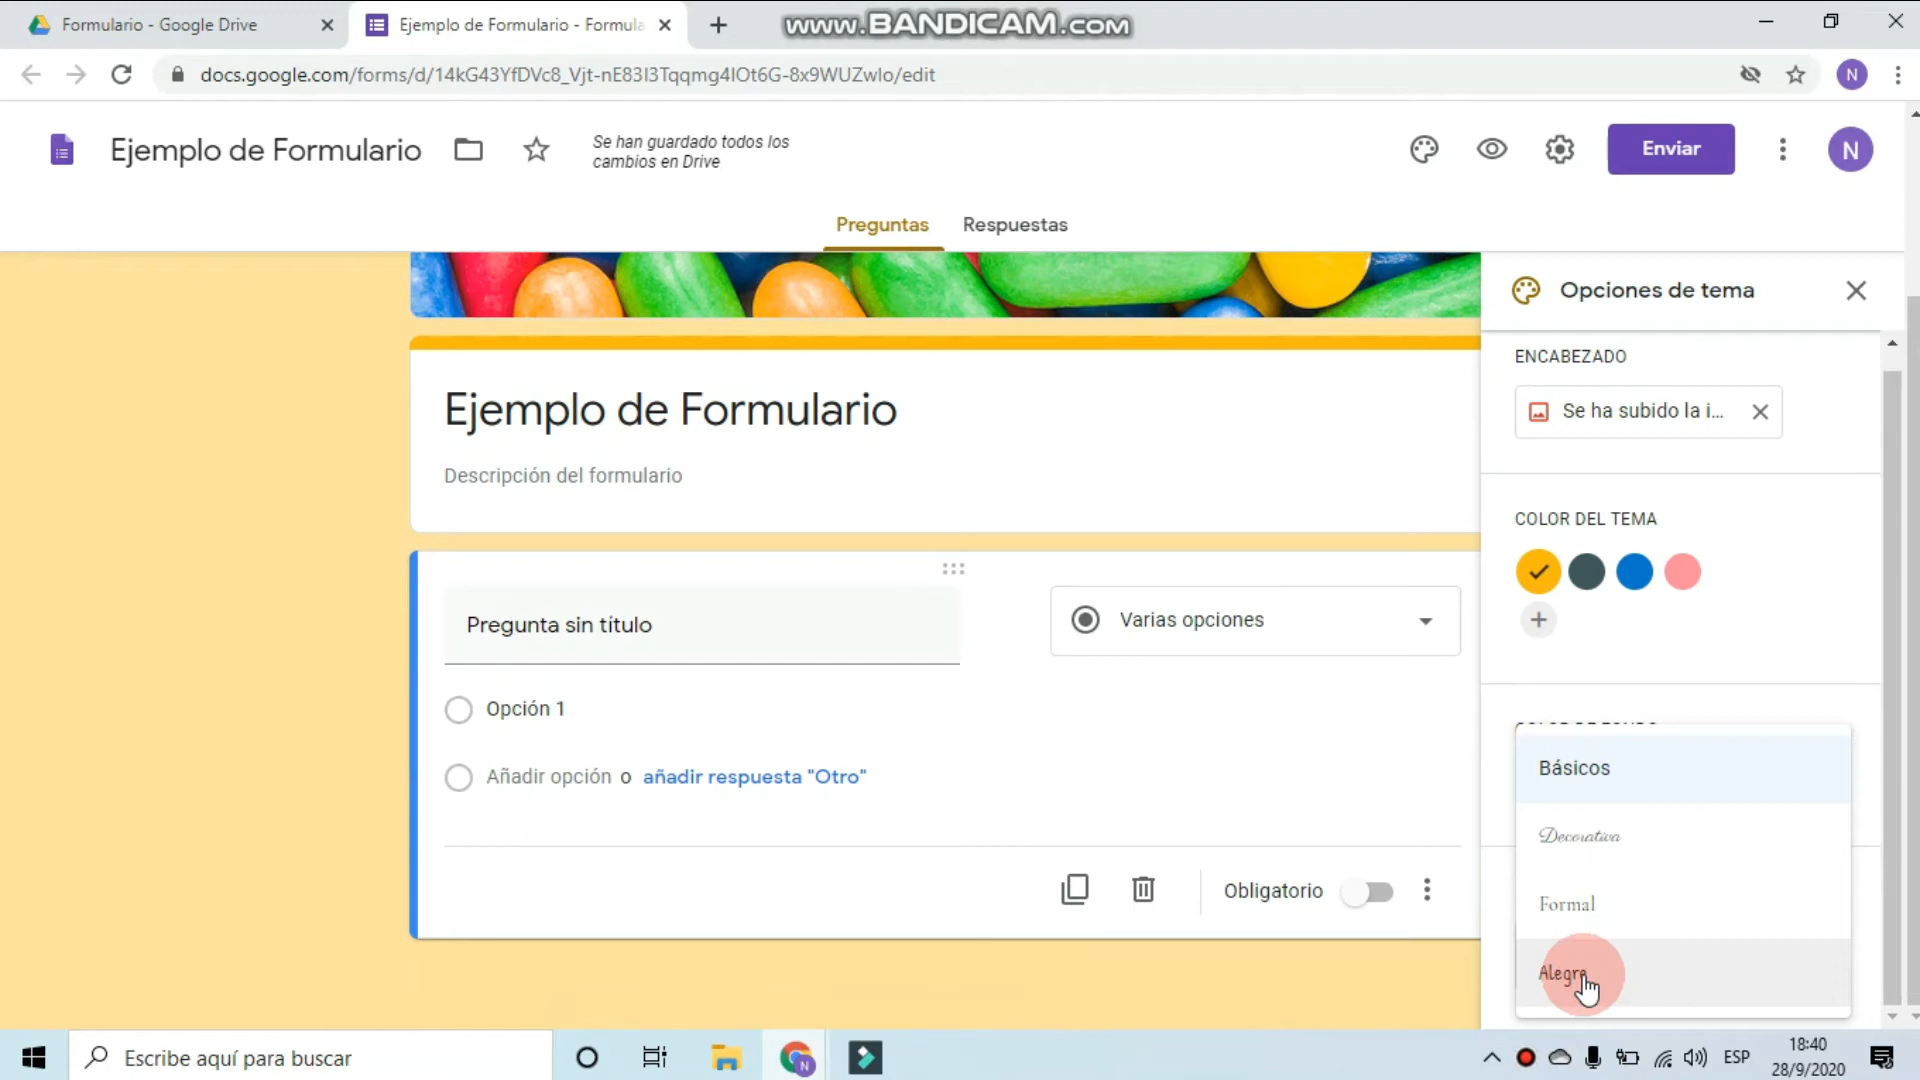 Formulario - Google Drive
Ejemplo de Formulario - Formula
www.BANDICAM.com
docs.google.com/forms/d/14kG43YfDVc8_Vjt-nE83I3Tqqmg4lOt6G-8x9WUZwIo/edit
N
Ejemplo de Formulario
Se han guardado todos los
cambios en Drive
Enviar
N
Preguntas
Respuestas
Opciones de tema
ENCABEZADO
Se ha subido la i...
Ejemplo de Formulario
Descripción del formulario
COLOR DEL TEMA
Pregunta sin título
Varias opciones
Opción 1
Añadir opción o añadir respuesta "Otro"
Básicos
Decorativa
Formal
Alegre
Obligatorio
Escribe aquí para buscar
N
ESP
18:40
28/9/2020